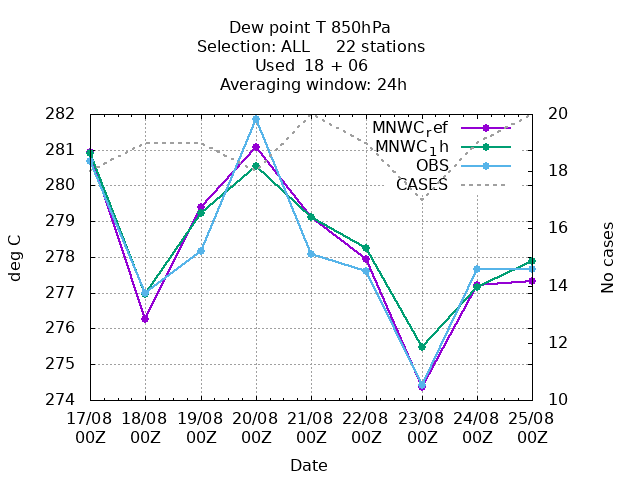 Dew point T 850hPa
Selection: ALL     22 stations
Used  18 + 06
Averaging window: 24h
282
281
280
279
278
277
276
275
274
20
18
16
14
12
10
MNWCref
MNWC1h
OBS
CASES
deg C
No cases
17/08 18/08 19/08 20/08 21/08 22/08 23/08 24/08 25/08
00Z 00Z 00Z 00Z 00Z 00Z 00Z 00Z 00Z
Date